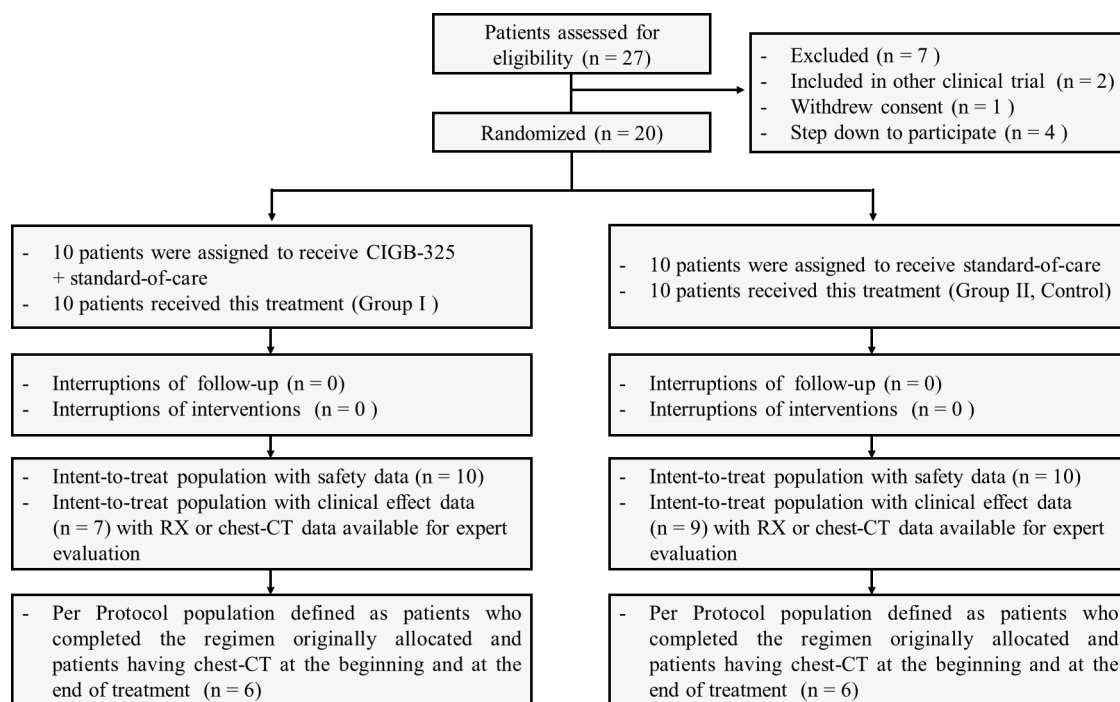 Patients assessed for
eligibility (n = 27)
- Excluded (n = 7 )
- Included in other clinical trial (n = 2)
- Withdrew consent (n = 1 )
- Step down to participate (n = 4 )
Randomized (n = 20)
- 10 patients were assigned to receive CIGB-325
+ standard-of-care
- 10 patients received this treatment (Group I )
- 10 patients were assigned to receive standard-of-care
- 10 patients received this treatment (Group II, Control)
- Interruptions of follow-up (n = 0)
- Interruptions of interventions (n = 0 )
- Interruptions of follow-up (n = 0)
- Interruptions of interventions (n = 0 )
- Intent-to-treat population with safety data (n = 10)
- Intent-to-treat population with clinical effect data
(n = 7) with RX or chest-CT data available for expert
evaluation
- Intent-to-treat population with safety data (n = 10)
- Intent-to-treat population with clinical effect data
(n = 9) with RX or chest-CT data available for expert
evaluation
- Per Protocol population defined as patients who
completed the regimen originally allocated and
patients having chest-CT at the beginning and at the
end of treatment (n = 6)
- Per Protocol population defined as patients who
completed the regimen originally allocated and
patients having chest-CT at the beginning and at the
end of treatment (n = 6)